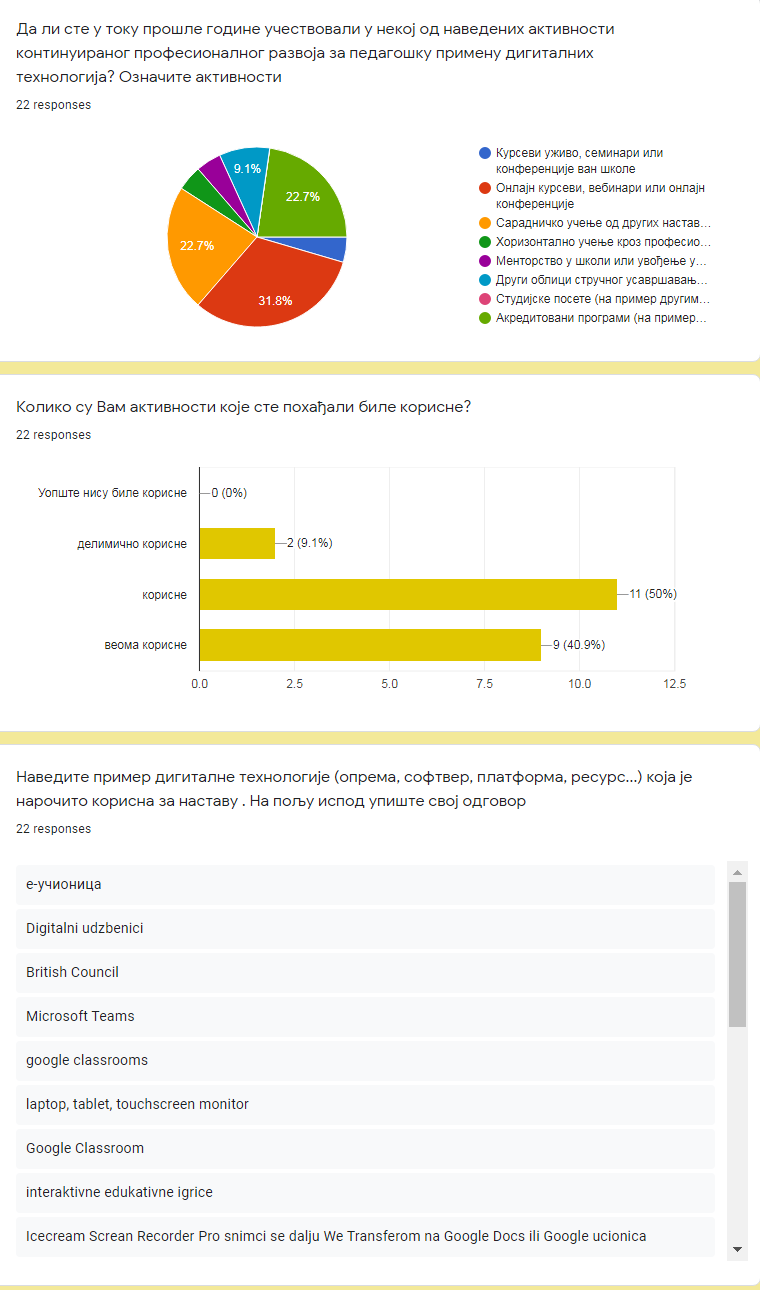 Да ли сте у току прошле године учествовали у некој од наведених активности
континуираног професионалног развоја за педагошку примену дигиталних
технологија? Означите активности
22 responses
9.1%
22.7%
22.7%
31.8%
Курсеви уживо, семинари или
конференције ван школе
Онлајн курсеви, вебинари или онлајн
конференције
Сарадничко учење од других настав…
Хоризонтално учење кроз професио…
Менторство у школи или увођење у…
Други облици стручног усавршавањ…
Студијске посете (на пример другим…
Акредитовани програми (на пример…
Колико су Вам активности које сте похађали биле корисне?
22 responses
Уопште нису биле корисне
0 (0%)
делимично корисне
2 (9.1%)
корисне
11 (50%)
веома корисне
9 (40.9%)
0.0 2.5 5.0 7.5 10.0 12.5
Наведите пример дигиталне технологије (опрема, софтвер, платформа, ресурс...) која је
нарочито корисна за наставу . На пољу испод упиште свој одговор
22 responses
е-учионица
Digitalni udzbenici
British Council
Microsoft Teams
google classrooms
laptop, tablet, touchscreen monitor
Google Classroom
interaktivne edukativne igrice
Icecream Screan Recorder Pro snimci se dalju We Transferom na Google Docs ili Google ucionica